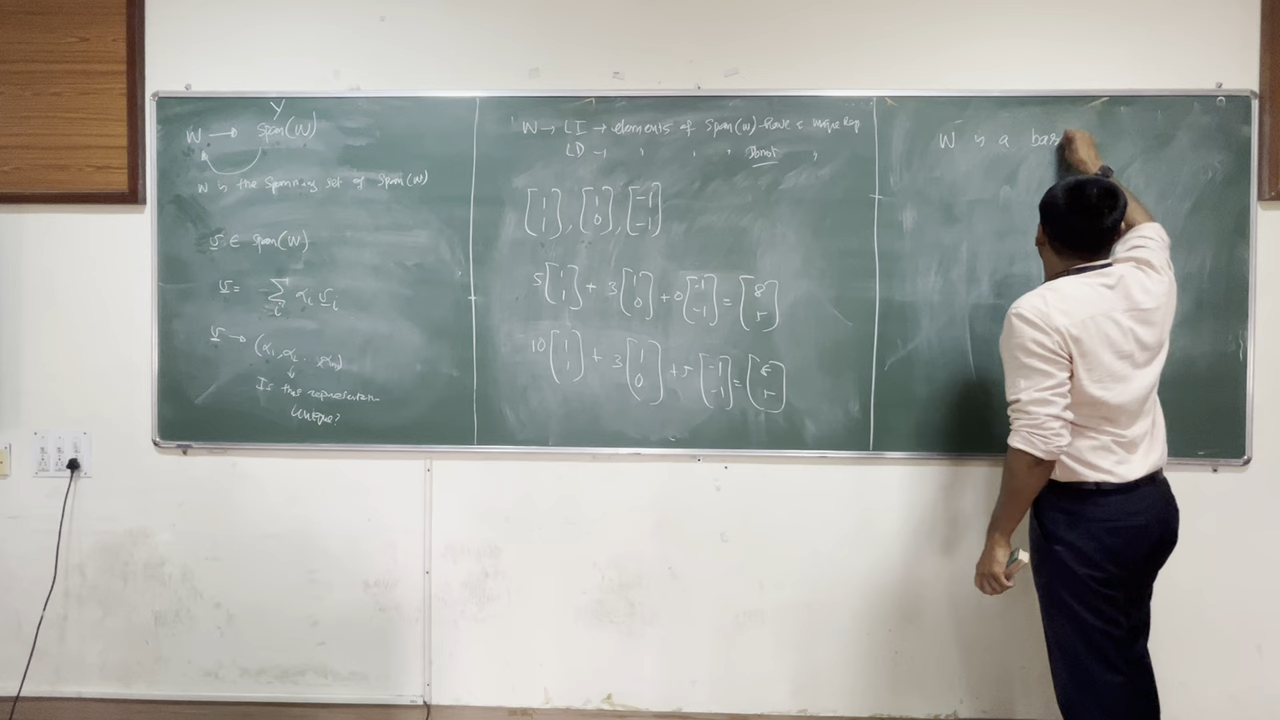 Y
W → span(W)
W is the spanning set of span(W)
v ∈ span(W)
v = ∑ᵢ αᵢ vᵢ
v → (α₁, α₂ ... αₘ)
↓
Is this representation
unique?
W → LI → elements of span(W) have a unique rep
LD → " " " Donot "
[1 1], [1 0], [-1 -1]
5[1 1] + 3[1 0] + 0[-1 -1] = [8 5]
10[1 1] + 3[1 0] + 5[-1 -1] = [8 5]
W is a bas